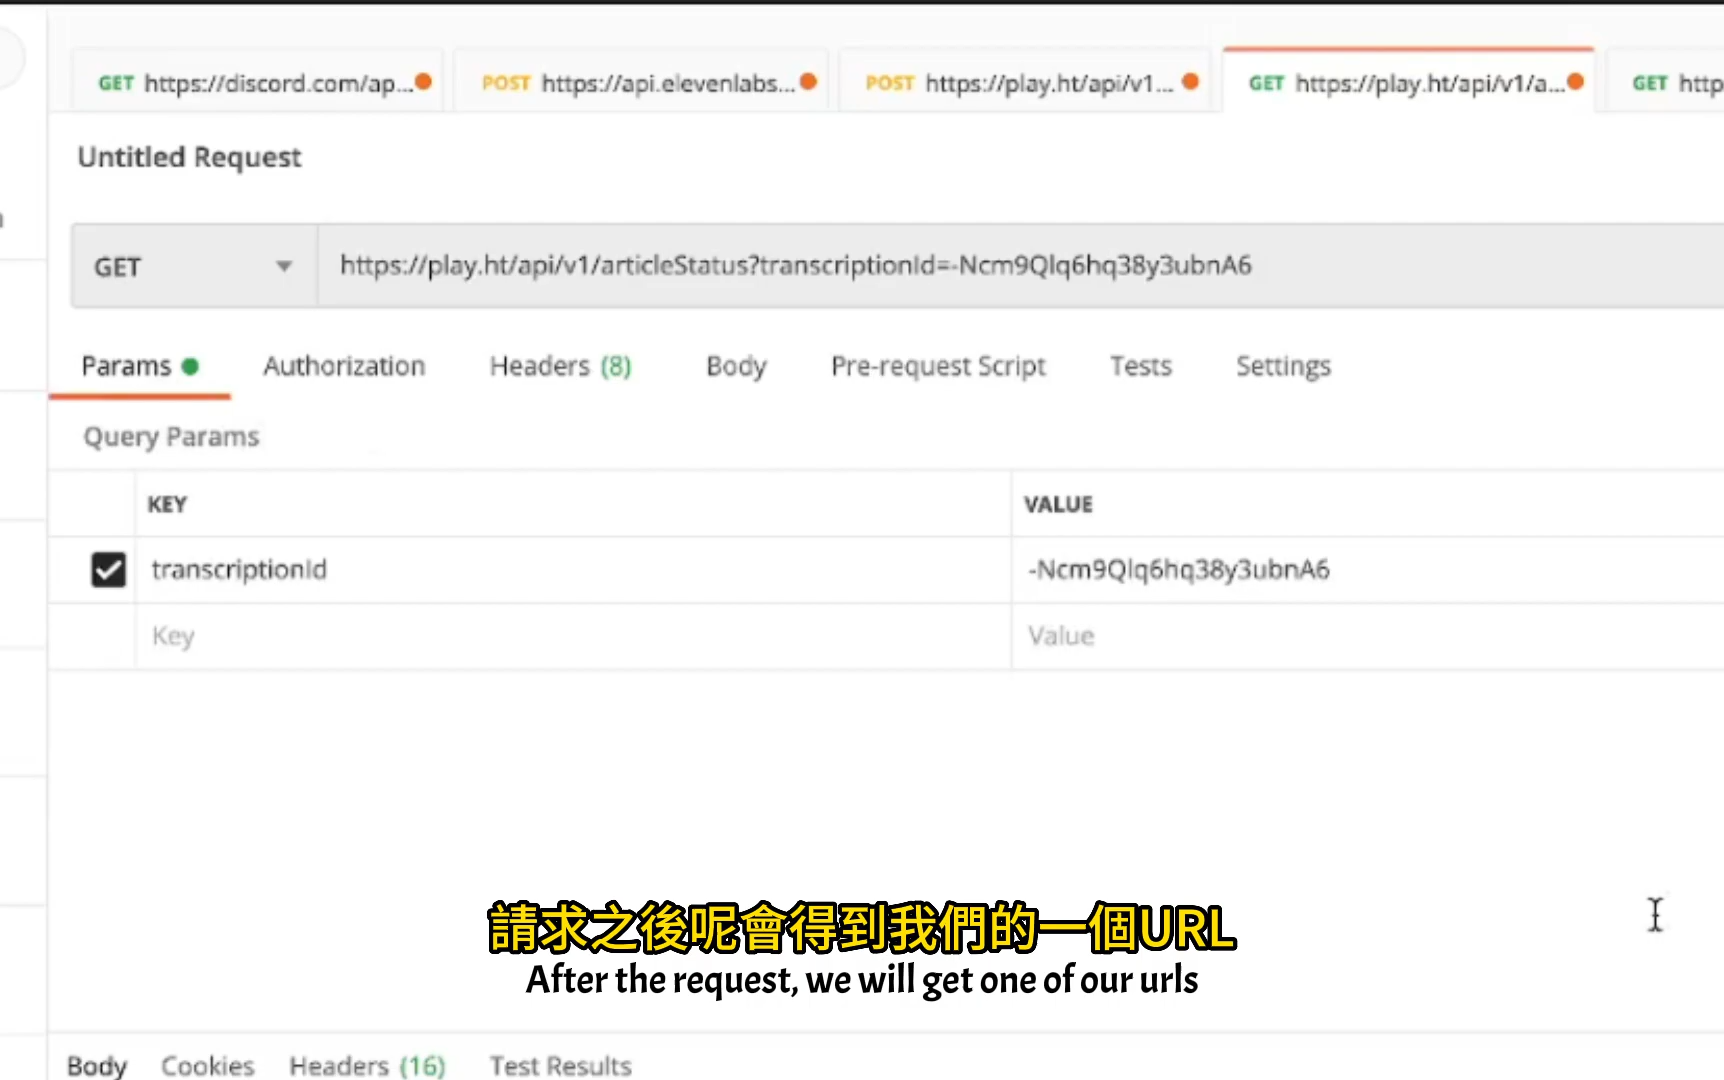 GET https://discord.com/ap...
POST https://api.elevenlabs...
POST https://play.ht/api/v1...
GET https://play.ht/api/v1/a...
GET http
Untitled Request
GET https://play.ht/api/v1/articleStatus?transcriptionId=-Ncm9Qlq6hq38y3ubnA6
Params Authorization Headers (8) Body Pre-request Script Tests Settings
Query Params
KEY VALUE
transcriptionId -Ncm9Qlq6hq38y3ubnA6
Key Value
請求之後呢會得到我們的一個URL
After the request, we will get one of our urls
Body Cookies Headers (16) Test Results